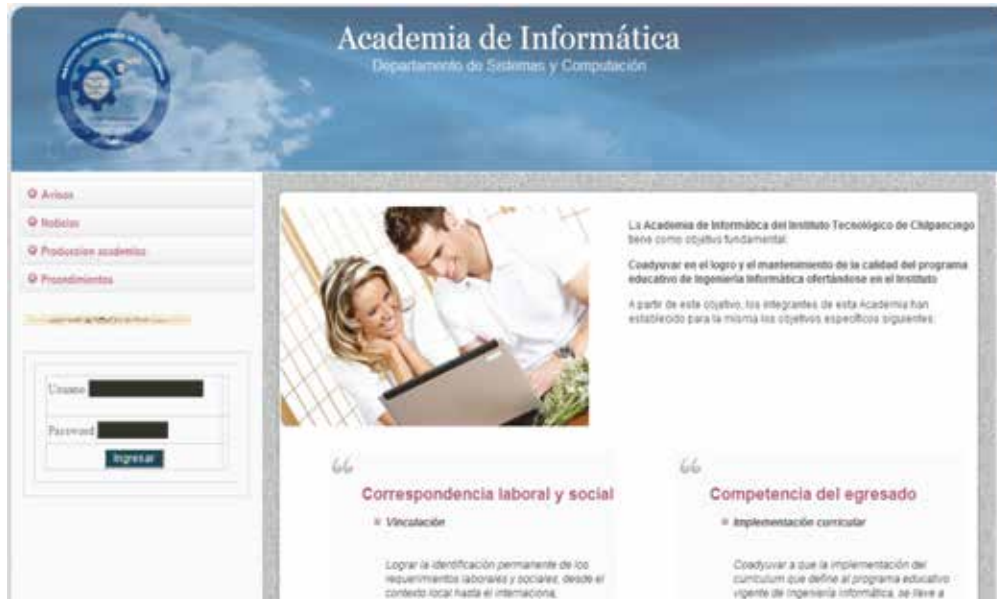 Academia de Informática
Departamento de Sistemas y Computación
Avisos
Noticias
Produccion academica
Procedimientos
Usuario
Password
Ingresar
La Academia de Informática del Instituto Tecnológico de Chilpancingo
tiene como objetivo fundamental:
Coadyuvar en el logro y el mantenimiento de la calidad del programa
educativo de Ingeniería Informática ofertándose en el Instituto
A partir de este objetivo, los integrantes de esta Academia han
establecido para la misma los objetivos específicos siguientes:
Correspondencia laboral y social
Vinculación
Lograr la identificación permanente de los
requerimientos laborales y sociales, desde el
contexto local hasta el internaciona,
Competencia del egresado
Implementación curricular
Coadyuvar a que la implementación del
curriculum que define al programa educativo
vigente de Ingeniería Informática, se lleve a